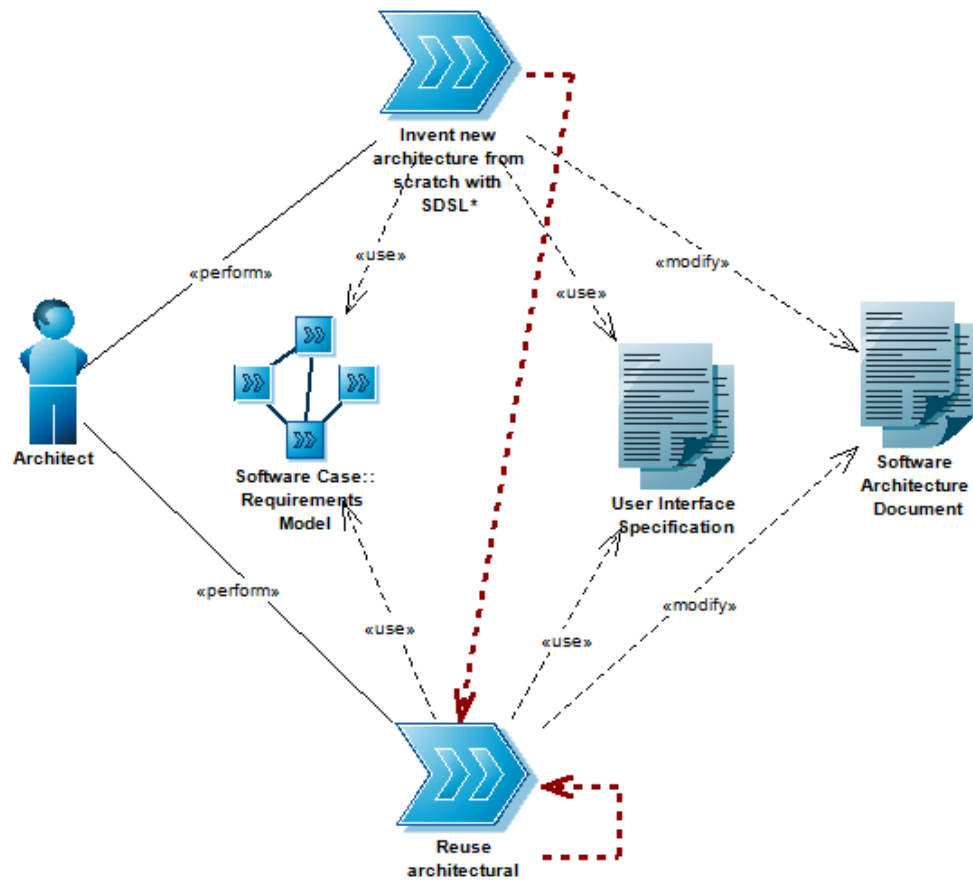 Invent new
architecture from
scratch with
SDSL*
«perform»
«use»
«use»
«modify»
Architect
Software Case::
Requirements
Model
User Interface
Specification
Software
Architecture
Document
«perform»
«use»
«use»
«modify»
Reuse
architectural